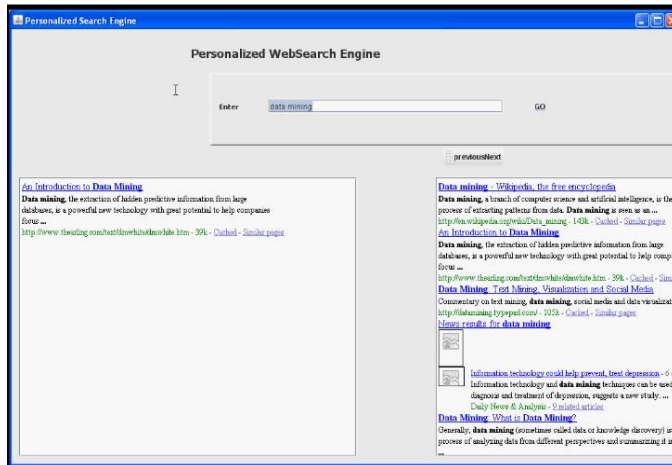 Personalized Search Engine
Personalized WebSearch Engine
Enter data mining GO
previousNext
An Introduction to Data Mining
Data mining, the extraction of hidden predictive information from large
databases, is a powerful new technology with great potential to help companies
focus ...
http://www.thearling.com/text/dmwhite/dmwhite.htm - 39k - Cached - Similar pages
Data mining - Wikipedia, the free encyclopedia
Data mining, a branch of computer science and artificial intelligence, is the
process of extracting patterns from data. Data mining is seen as an ...
http://en.wikipedia.org/wiki/Data_mining - 143k - Cached - Similar pages
An Introduction to Data Mining
Data mining, the extraction of hidden predictive information from large
databases, is a powerful new technology with great potential to help comp
focus ...
http://www.thearling.com/text/dmwhite/dmwhite.htm - 39k - Cached - Sim
Data Mining: Text Mining, Visualization and Social Media
Commentary on text mining, data mining, social media and data visualizat
http://datamining.typepad.com/ - 105k - Cached - Similar pages
News results for data mining
Information technology could help prevent, treat depression - 6
Information technology and data mining techniques can be used
diagnosis and treatment of depression, suggests a new study. ...
Daily News & Analysis - 9 related articles
Data Mining: What is Data Mining?
Generally, data mining (sometimes called data or knowledge discovery) is
process of analyzing data from different perspectives and summarizing it in
...